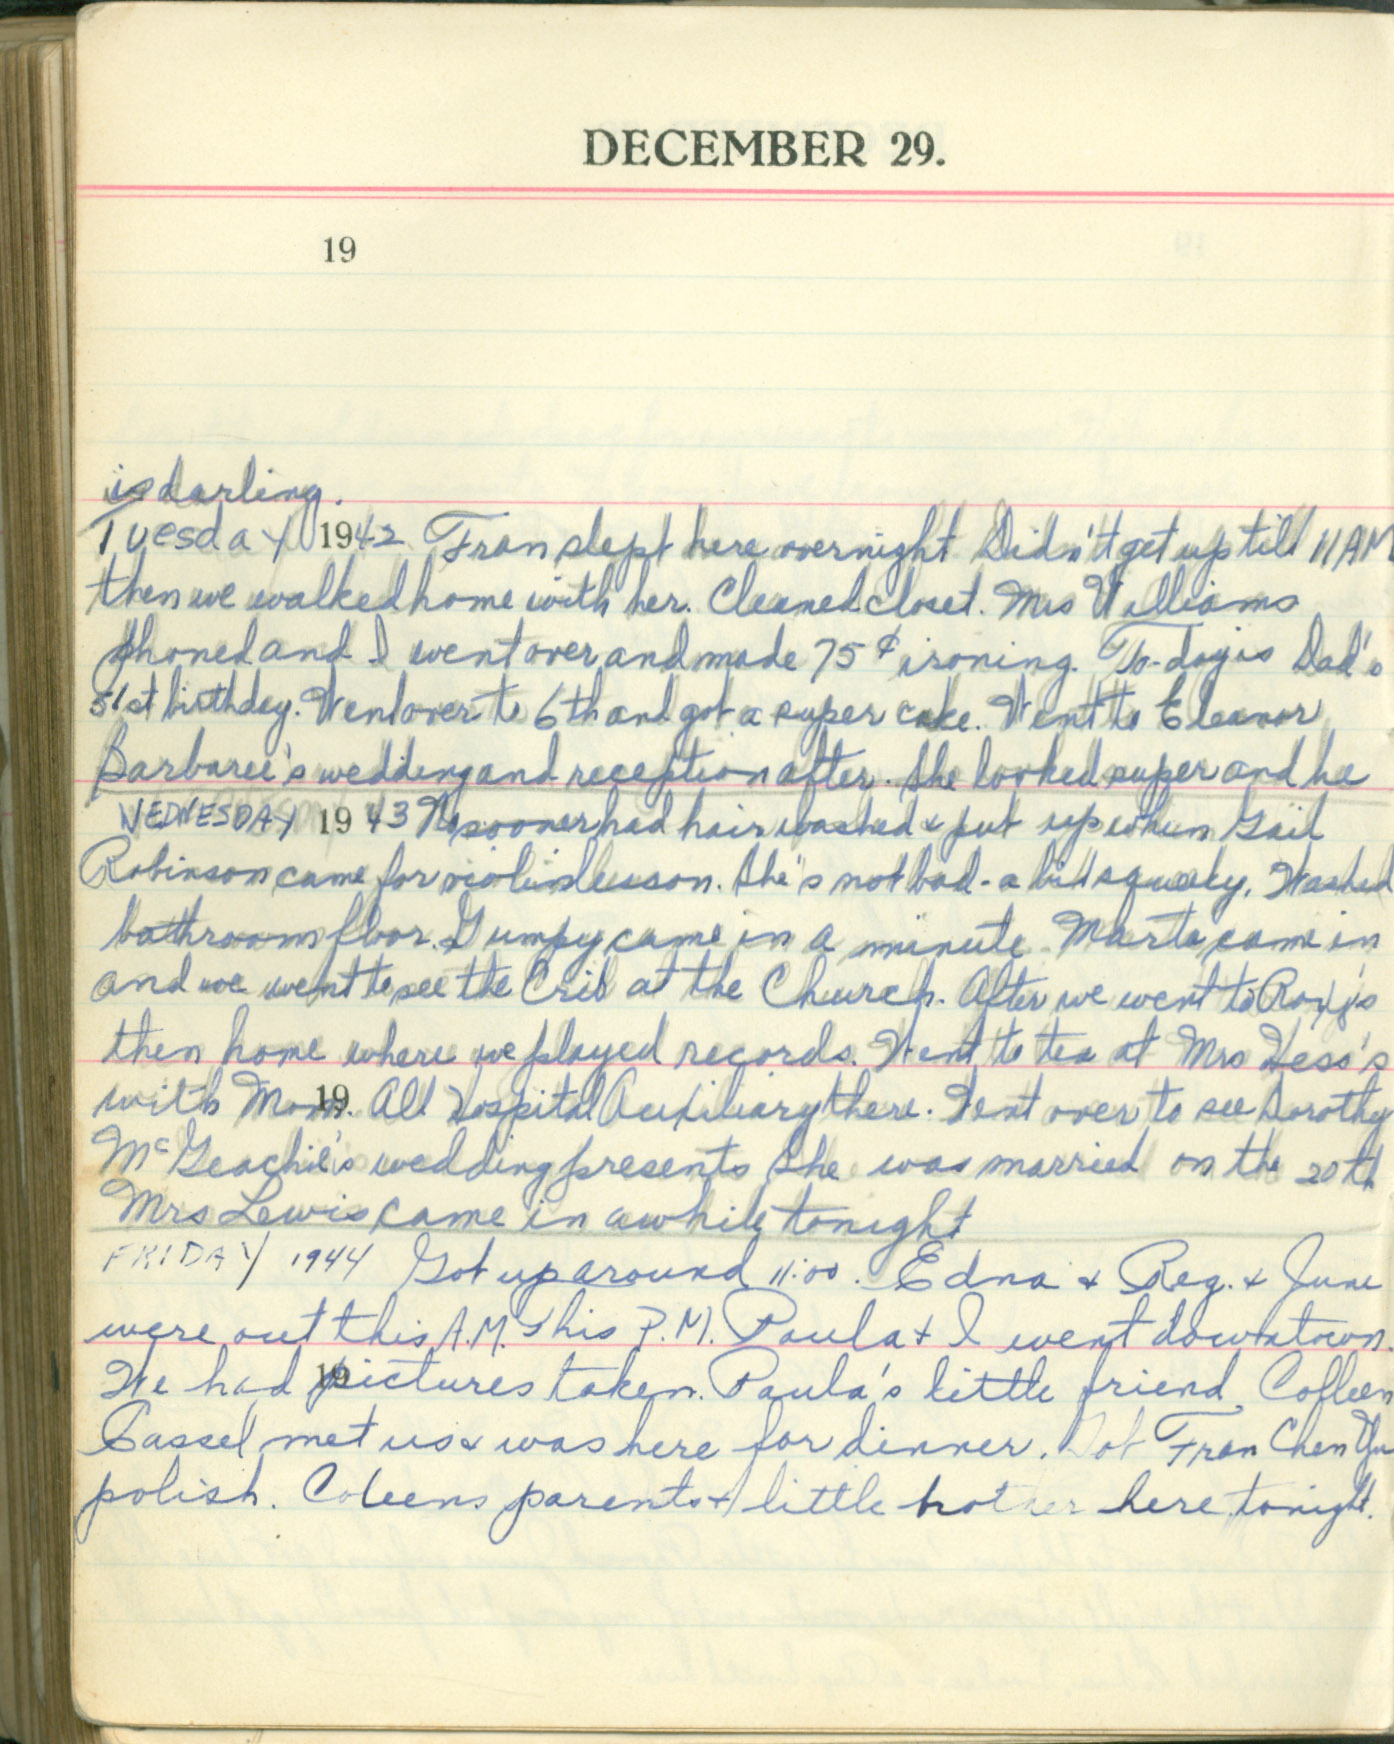 DECEMBER 29.
19
is darling.
Tuesday 1942 Fran slept here overnight Didn't get up till 11 AM
then we walked home with her. Cleaned closet. Mrs Williams
phoned and I went over and made 75¢ ironing. To-day is Dad's
51st birthday. Went over to 6th and got a super cake. Went to Eleanor
Barbaree's wedding and reception after. She looked super and he
WEDNESDAY 1943 No sooner had hair washed & put up when Gail
Robinson came for violin lesson. She's not bad - a bit squeaky. Washed
bathroom floor. Gumpy came in a minute. Marta came in
and we went to see the Crib at the Church. After we went to Roxy's
then home where we played records. Went to tea at Mrs Hess's
with Mom. 19 All Hospital Auxiliary there. Went over to see Dorothy
McGeachie's wedding presents She was married on the 20th
Mrs Lewis came in awhile tonight
FRIDAY 1944 Got up around 11:00. Edna & Reg. & June
were out this A.M. This P.M. Paula & I went downtown.
We had 19 pictures taken. Paula's little friend Colleen
Cassel met us & was here for dinner. Got Fran Chen Yu
polish. Coleens parents & little brother here tonight.